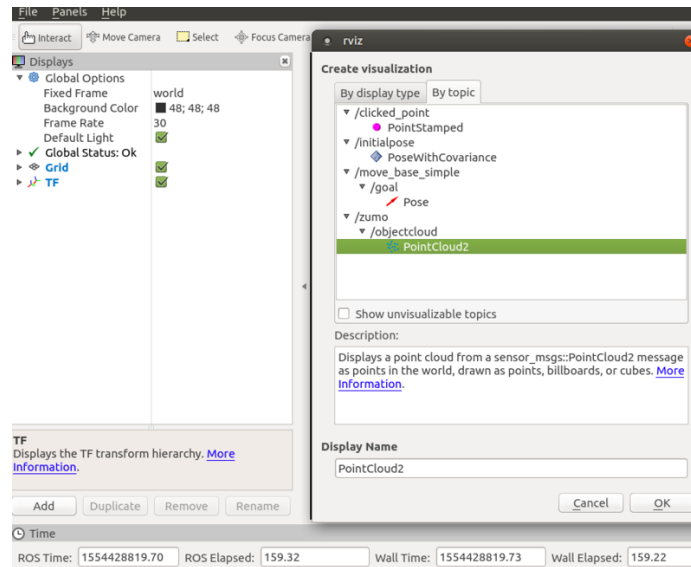 File Panels Help
Interact Move Camera Select Focus Camera
Displays
Global Options
Fixed Frame world
Background Color 48; 48; 48
Frame Rate 30
Default Light
Global Status: Ok
Grid
TF
TF
Displays the TF transform hierarchy. More
Information.
Add Duplicate Remove Rename
rviz
Create visualization
By display type By topic
/clicked_point
PointStamped
/initialpose
PoseWithCovariance
/move_base_simple
/goal
Pose
/zumo
/objectcloud
PointCloud2
Show unvisualizable topics
Description:
Displays a point cloud from a sensor_msgs::PointCloud2 message
as points in the world, drawn as points, billboards, or cubes. More
Information.
Display Name
PointCloud2
Cancel OK
Time
ROS Time: 1554428819.70 ROS Elapsed: 159.32 Wall Time: 1554428819.73 Wall Elapsed: 159.22